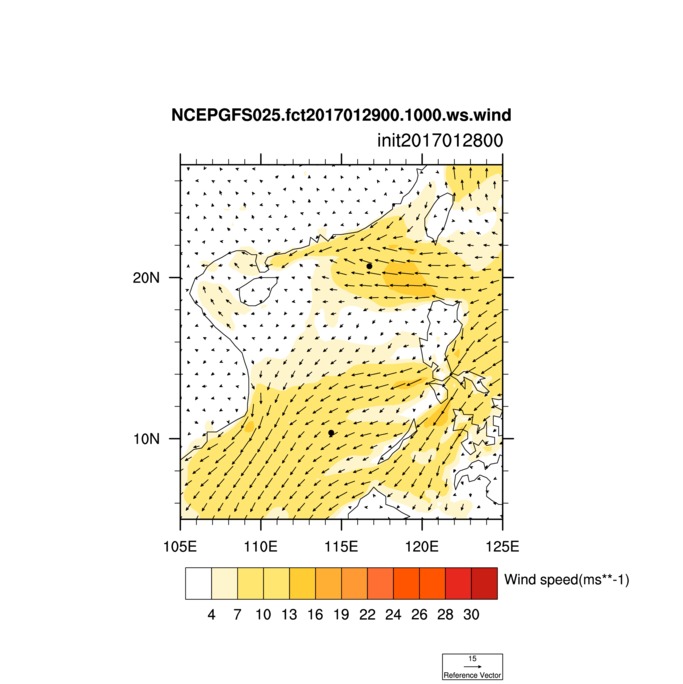 NCEPGFS025.fct2017012900.1000.ws.wind
init2017012800
20N
10N
105E 110E 115E 120E 125E
Wind speed(ms**-1)
4 7 10 13 16 19 22 24 26 28 30
15
Reference Vector